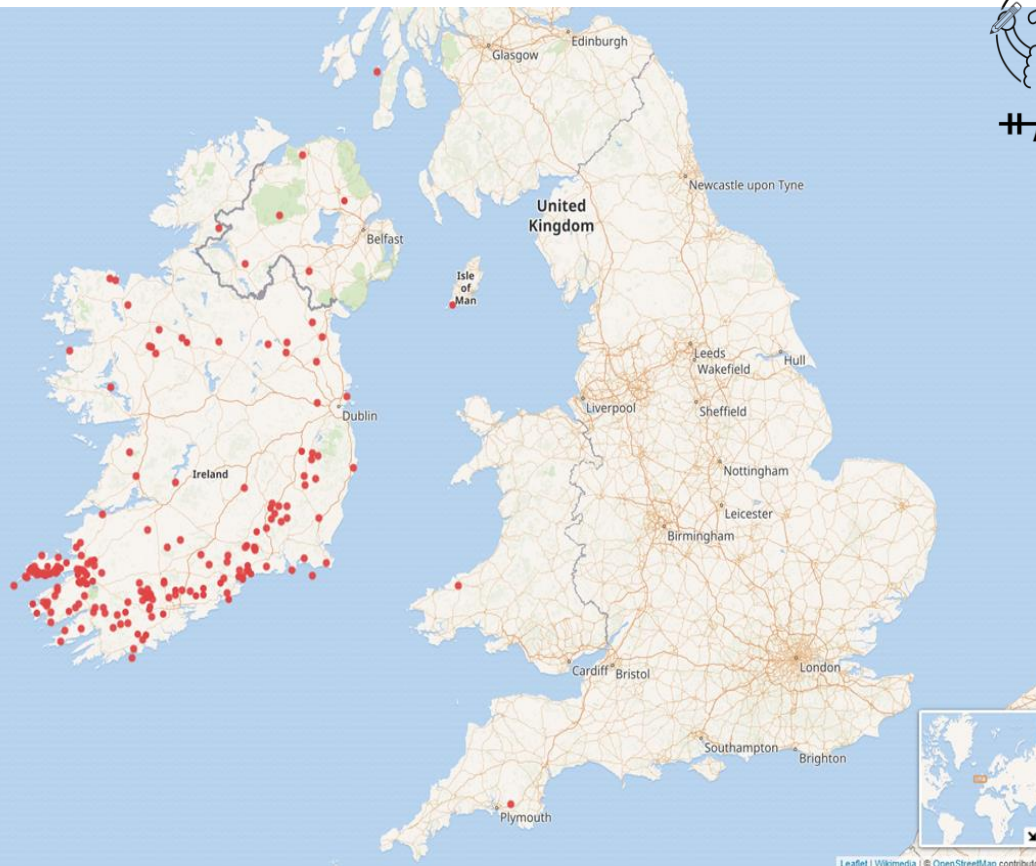 Edinburgh
Glasgow
Newcastle upon Tyne
United
Kingdom
Belfast
Isle
of
Man
Leeds
Wakefield
Hull
Liverpool
Sheffield
Dublin
Ireland
Nottingham
Leicester
Birmingham
London
Cardiff
Bristol
Southampton
Brighton
Plymouth
Leaflet | Wikimedia | © OpenStreetMap